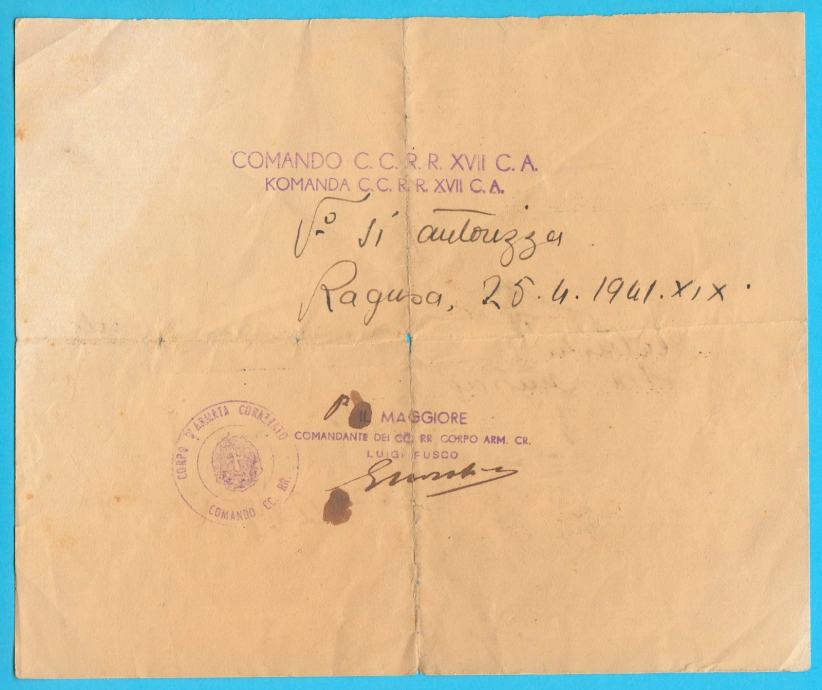 COMANDO C.C.R.R. XVII C.A.
KOMANDA C.C.R.R. XVII C.A.
Vº si autorizza
Ragusa, 25.4.1941.XIX.
P. IL MAGGIORE
COMANDANTE DEI CC. RR CORPO ARM. CR.
LUIGI FUSCO
CORPO D'ARMATA CORAZZATO
COMANDO CC. RR.